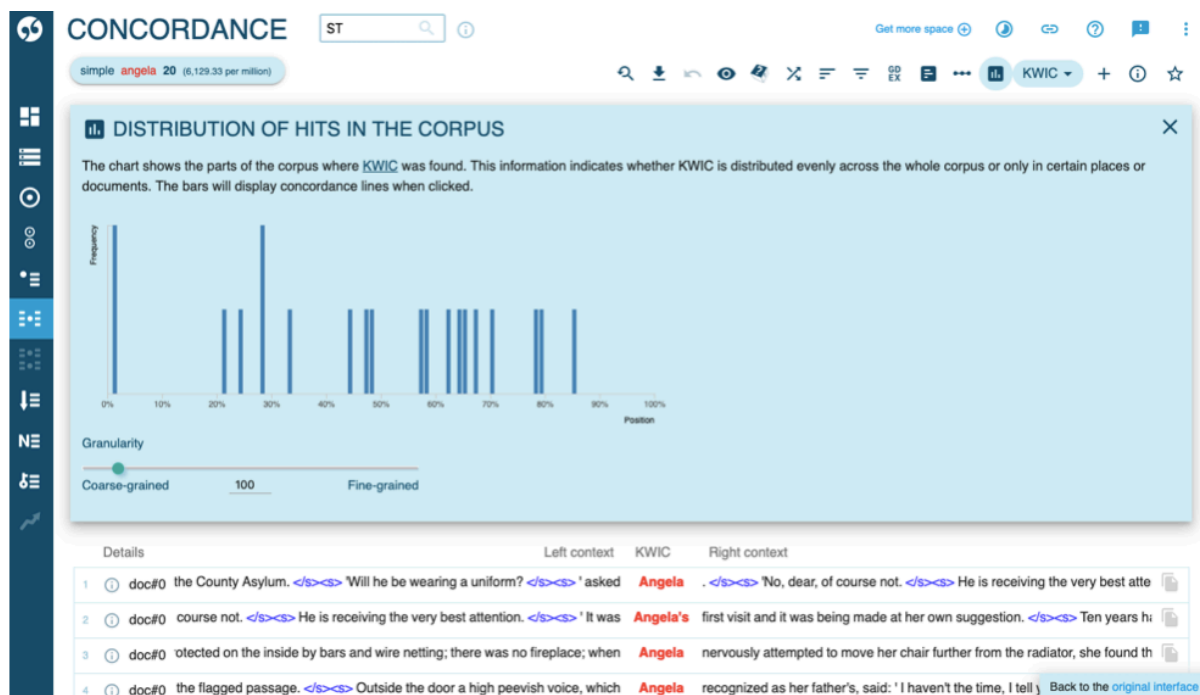 CONCORDANCE
ST
Get more space
simple angela 20 (6,129.33 per million)
GD
EX
KWIC
DISTRIBUTION OF HITS IN THE CORPUS
The chart shows the parts of the corpus where KWIC was found. This information indicates whether KWIC is distributed evenly across the whole corpus or only in certain places or
documents. The bars will display concordance lines when clicked.
Frequency
0% 10% 20% 30% 40% 50% 60% 70% 80% 90% 100%
Position
Granularity
Coarse-grained 100 Fine-grained
Details Left context KWIC Right context
1 doc#0 the County Asylum. </s><s> 'Will he be wearing a uniform? </s><s> ' asked Angela . </s><s> 'No, dear, of course not. </s><s> He is receiving the very best atte
2 doc#0 course not. </s><s> He is receiving the very best attention. </s><s> ' It was Angela's first visit and it was being made at her own suggestion. </s><s> Ten years ha
3 doc#0 otected on the inside by bars and wire netting; there was no fireplace; when Angela nervously attempted to move her chair further from the radiator, she found th
4 doc#0 the flagged passage. </s><s> Outside the door a high peevish voice, which Angela recognized as her father's, said: ' I haven't the time, I tell
Back to the original interface
NE